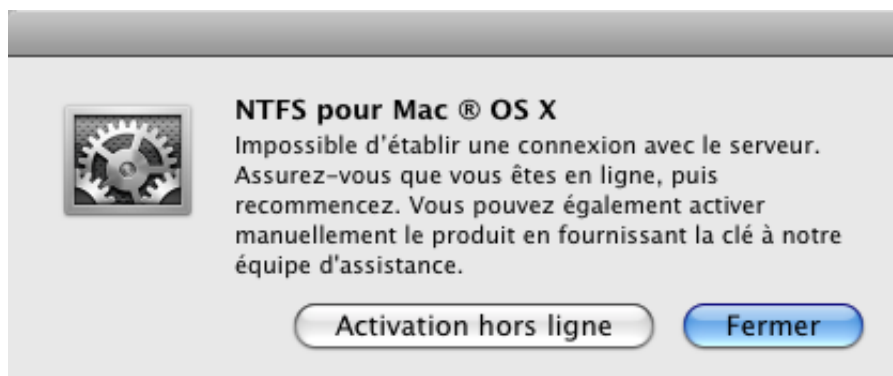 NTFS pour Mac ® OS X
Impossible d’établir une connexion avec le serveur.
Assurez-vous que vous êtes en ligne, puis
recommencez. Vous pouvez également activer
manuellement le produit en fournissant la clé à notre
équipe d'assistance.
Activation hors ligne
Fermer